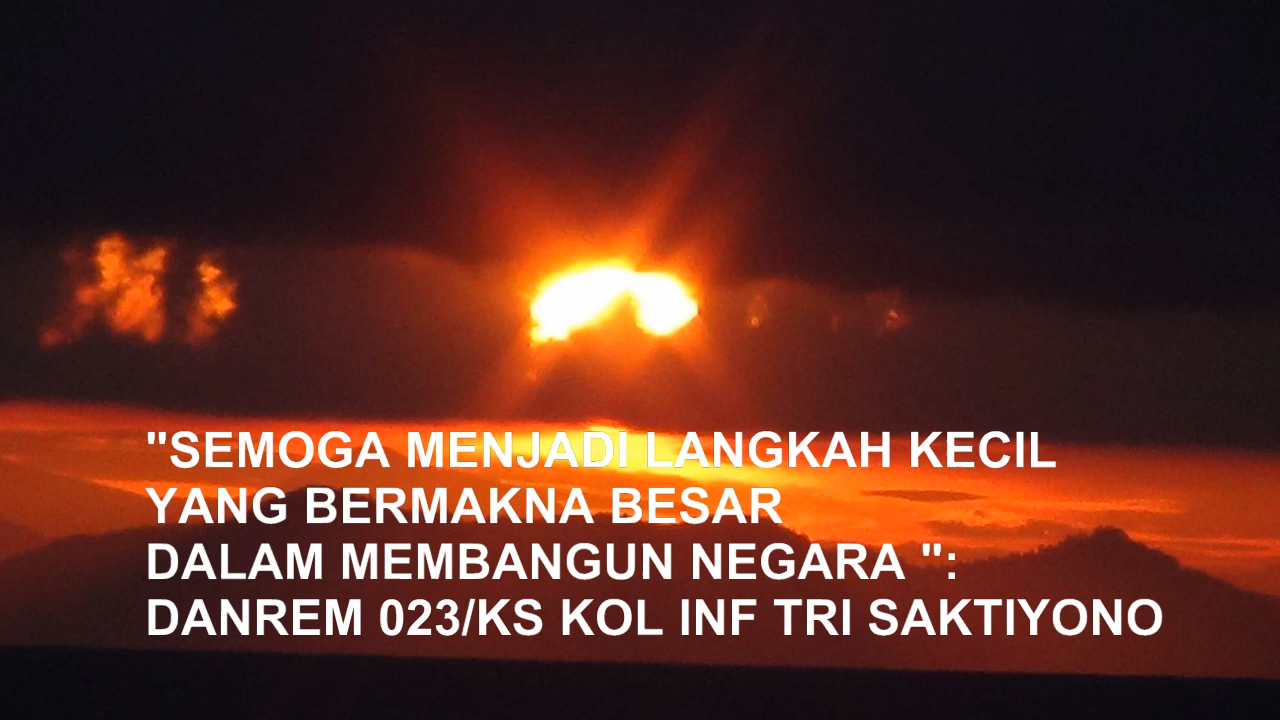 "SEMOGA MENJADI LANGKAH KECIL
YANG BERMAKNA BESAR
DALAM MEMBANGUN NEGARA ":
DANREM 023/KS KOL INF TRI SAKTIYONO